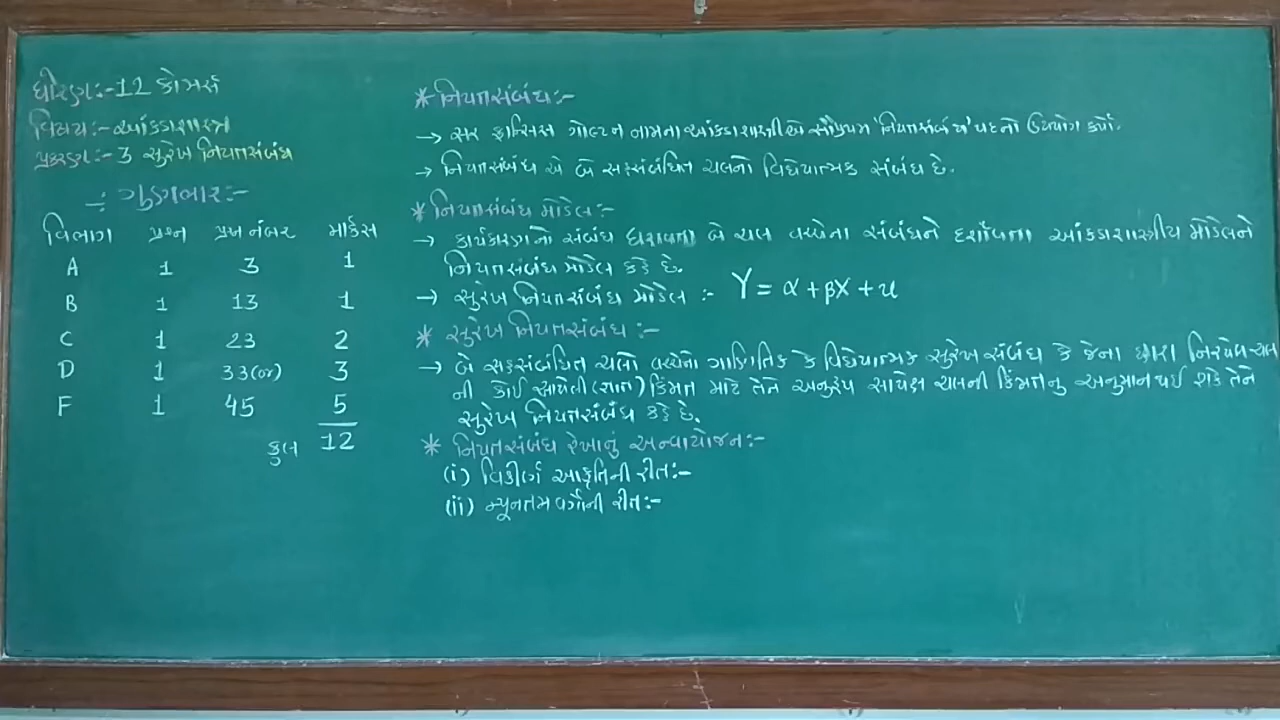 ધોરણ:-12 કોમર્સ
વિષય:- આંકડાશાસ્ત્ર
પ્રકરણ:- 3 સુરેખ નિયતસંબંધ
÷ ગુણભાર:-
વિભાગ પ્રશ્ન પ્રશ્ન નંબર માર્કસ
A 1 3 1
B 1 13 1
C 1 23 2
D 1 33(or) 3
F 1 45 5
કુલ 12
* નિયતસંબંધ:-
→ સર ફ્રાન્સિસ ગોલ્ટન નામના આંકડાશાસ્ત્રીએ સૌપ્રથમ 'નિયતસંબંધ' પદનો ઉપયોગ કર્યો.
→ નિયતસંબંધ એ બે સહસંબંધિત ચલનો વિધેયાત્મક સંબંધ છે.
* નિયતસંબંધ મોડેલ:-
→ કાર્યકારણનો સંબંધ ધરાવતા બે ચલ વચ્ચેના સંબંધને દર્શાવતા આંકડાશાસ્ત્રીય મોડેલને
નિયતસંબંધ મોડેલ કહે છે.
→ સુરેખ નિયતસંબંધ મોડેલ :- Y = α + βX + u
* સુરેખ નિયતસંબંધ :-
→ બે સહસંબંધિત ચલો વચ્ચેનો ગાણિતિક કે વિધેયાત્મક સુરેખ સંબંધ કે જેના દ્વારા નિરપેક્ષ ચલ
ની કોઈ આપેલી (જ્ઞાત) કિંમત માટે તેને અનુરૂપ સાપેક્ષ ચલની કિંમતનુ અનુમાન થઈ શકે તેને
સુરેખ નિયતસંબંધ કહે છે.
* નિયતસંબંધ રેખાનું અન્વાયોજન:-
(i) વિકીર્ણ આકૃતિની રીત:-
(ii) ન્યૂનતમ વર્ગોની રીત:-